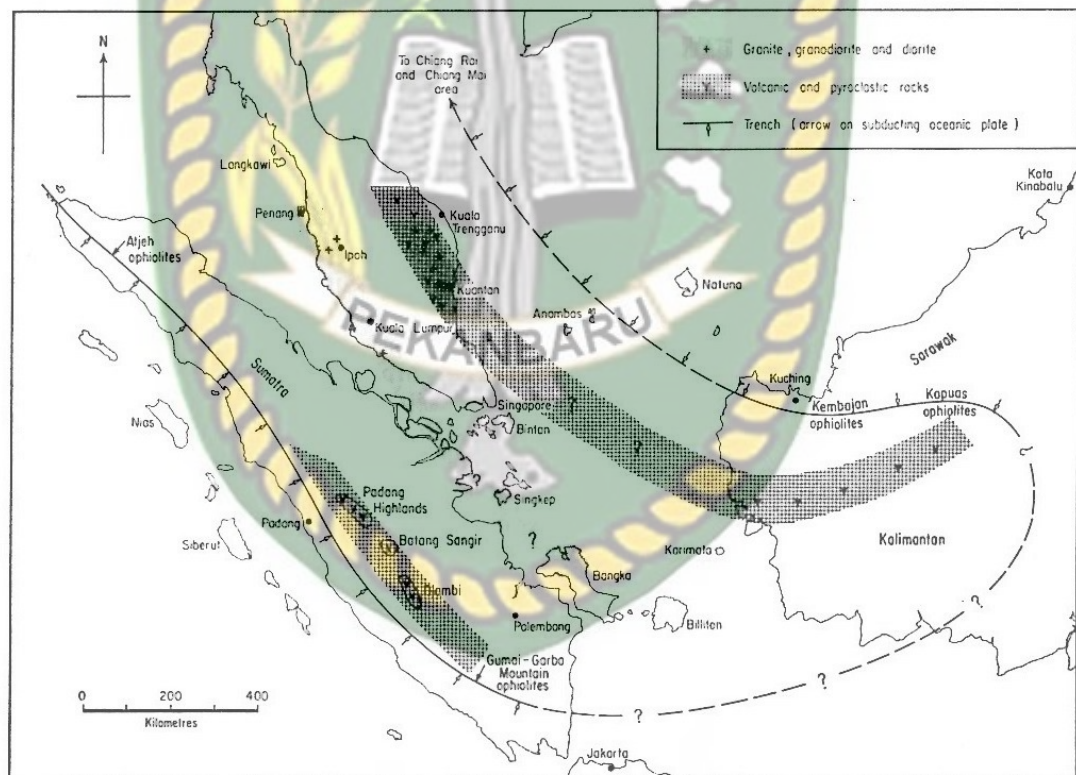 N
To Chiang Rai
and Chiang Mai
area
+ Granite, granodiorite and diorite
Volcanic and pyroclastic rocks
Trench (arrow on subducting oceanic plate)
Kota
Kinabalu
Langkawi
Penang
Ipoh
Kuala
Trengganu
Atjeh
ophiolites
Kuantan
Natuna
Anambas
PEKANBARU
Kuala Lumpur
Sarawak
Sumatra
Kuching
Kembajan
ophiolites
Kapuas
ophiolites
Singapore
Bintan
Nias
?
?
Singkep
Padang
Highlands
Padang
Batang Sangir
Siberut
?
Karimata
Kalimantan
Djambi
Bangka
Palembang
Billiton
?
Gumai-Garba
Mountain
ophiolites
?
?
0 200 400
Kilometres
?
Jakarta